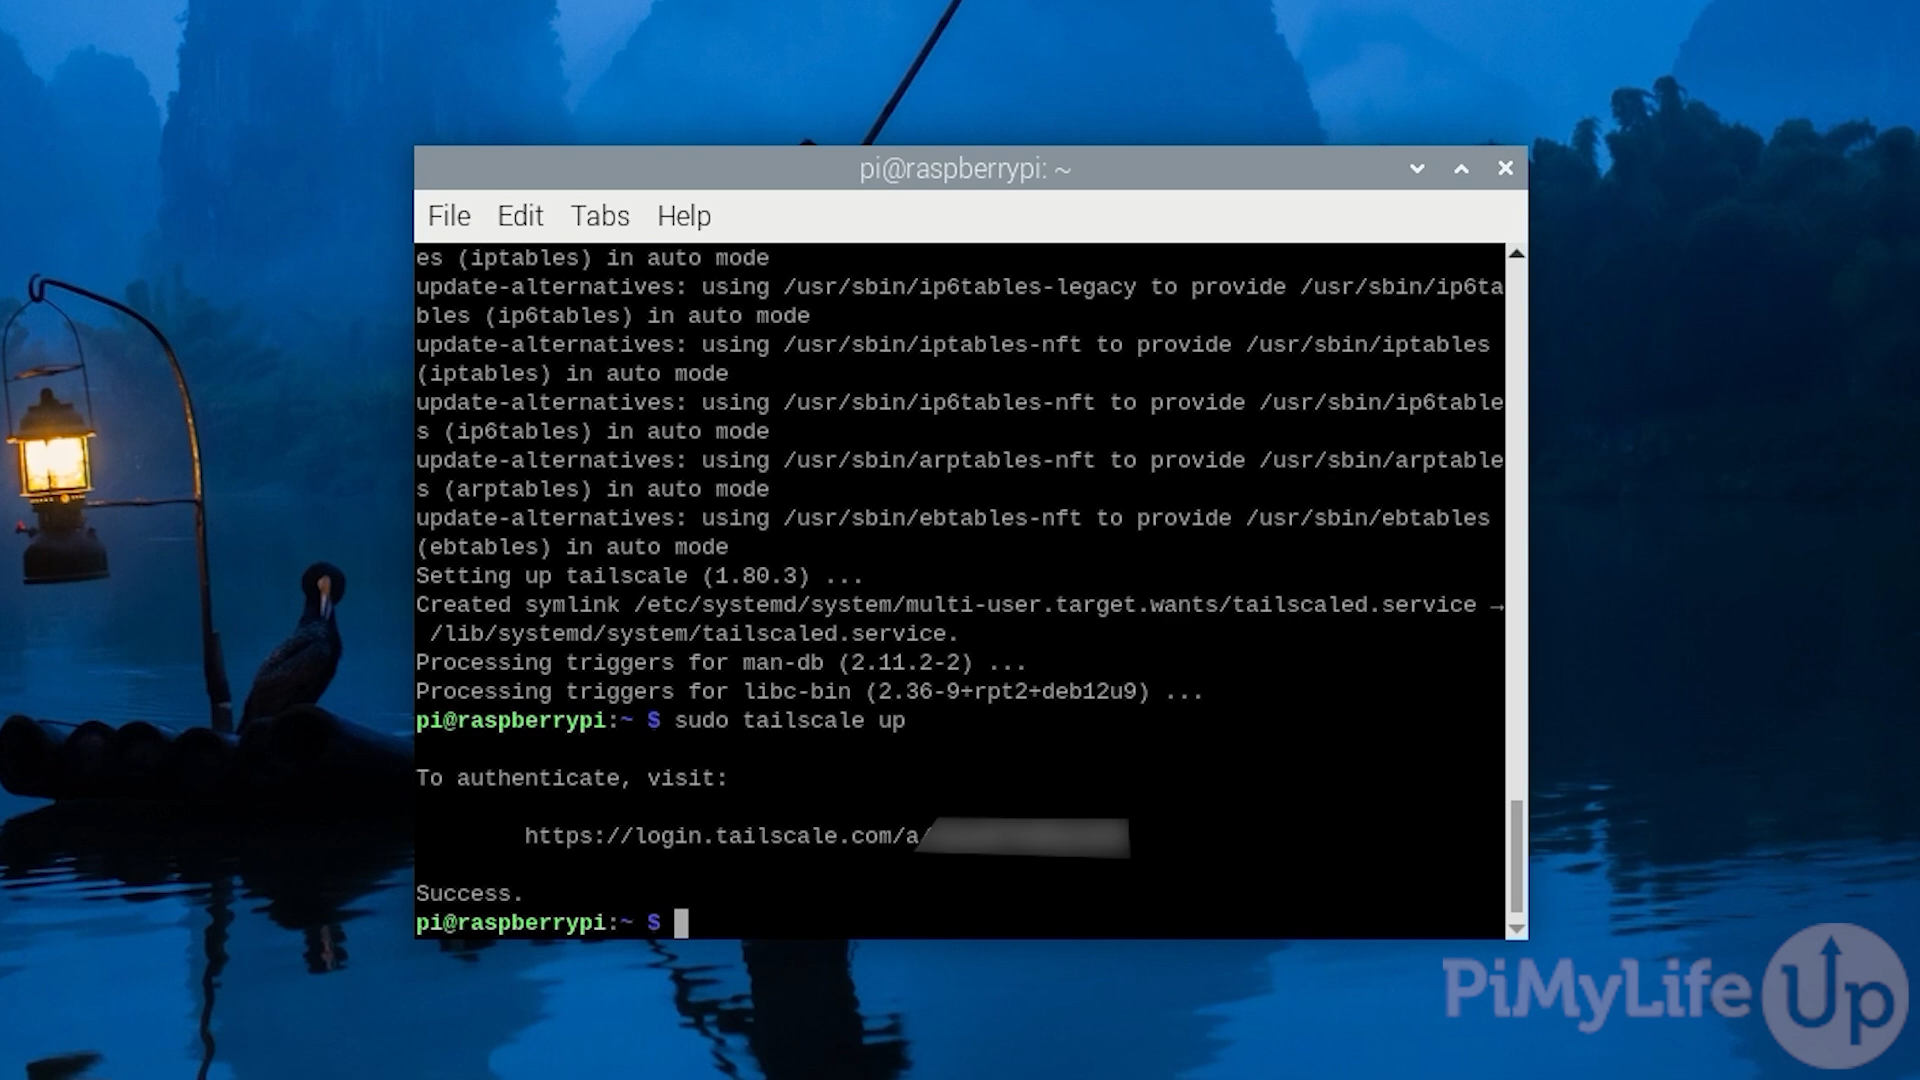 pi@raspberrypi: ~
File Edit Tabs Help
es (iptables) in auto mode
update-alternatives: using /usr/sbin/ip6tables-legacy to provide /usr/sbin/ip6ta
bles (ip6tables) in auto mode
update-alternatives: using /usr/sbin/iptables-nft to provide /usr/sbin/iptables
(iptables) in auto mode
update-alternatives: using /usr/sbin/ip6tables-nft to provide /usr/sbin/ip6table
s (ip6tables) in auto mode
update-alternatives: using /usr/sbin/arptables-nft to provide /usr/sbin/arptable
s (arptables) in auto mode
update-alternatives: using /usr/sbin/ebtables-nft to provide /usr/sbin/ebtables
(ebtables) in auto mode
Setting up tailscale (1.80.3) ...
Created symlink /etc/systemd/system/multi-user.target.wants/tailscaled.service →
/lib/systemd/system/tailscaled.service.
Processing triggers for man-db (2.11.2-2) ...
Processing triggers for libc-bin (2.36-9+rpt2+deb12u9) ...
pi@raspberrypi:~ $ sudo tailscale up
To authenticate, visit:
https://login.tailscale.com/a/
Success.
pi@raspberrypi:~ $
PiMyLifeUp